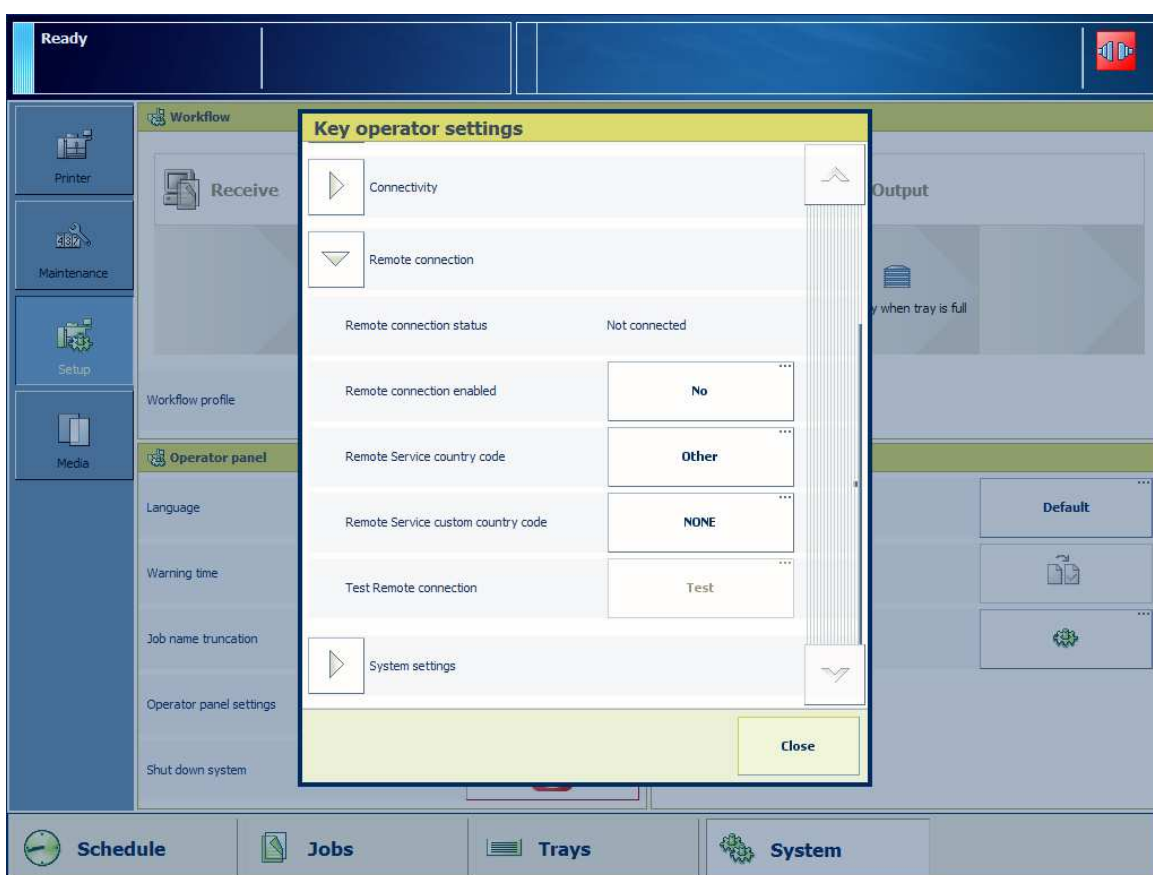 Ready
Printer
Maintenance
Setup
Media
Workflow
Receive
Output
y when tray is full
Workflow profile
Operator panel
Language
Default
Warning time
Job name truncation
Operator panel settings
Shut down system
Key operator settings
Connectivity
Remote connection
Remote connection status
Not connected
Remote connection enabled
No
Remote Service country code
Other
Remote Service custom country code
NONE
Test Remote connection
Test
System settings
Close
Schedule
Jobs
Trays
System